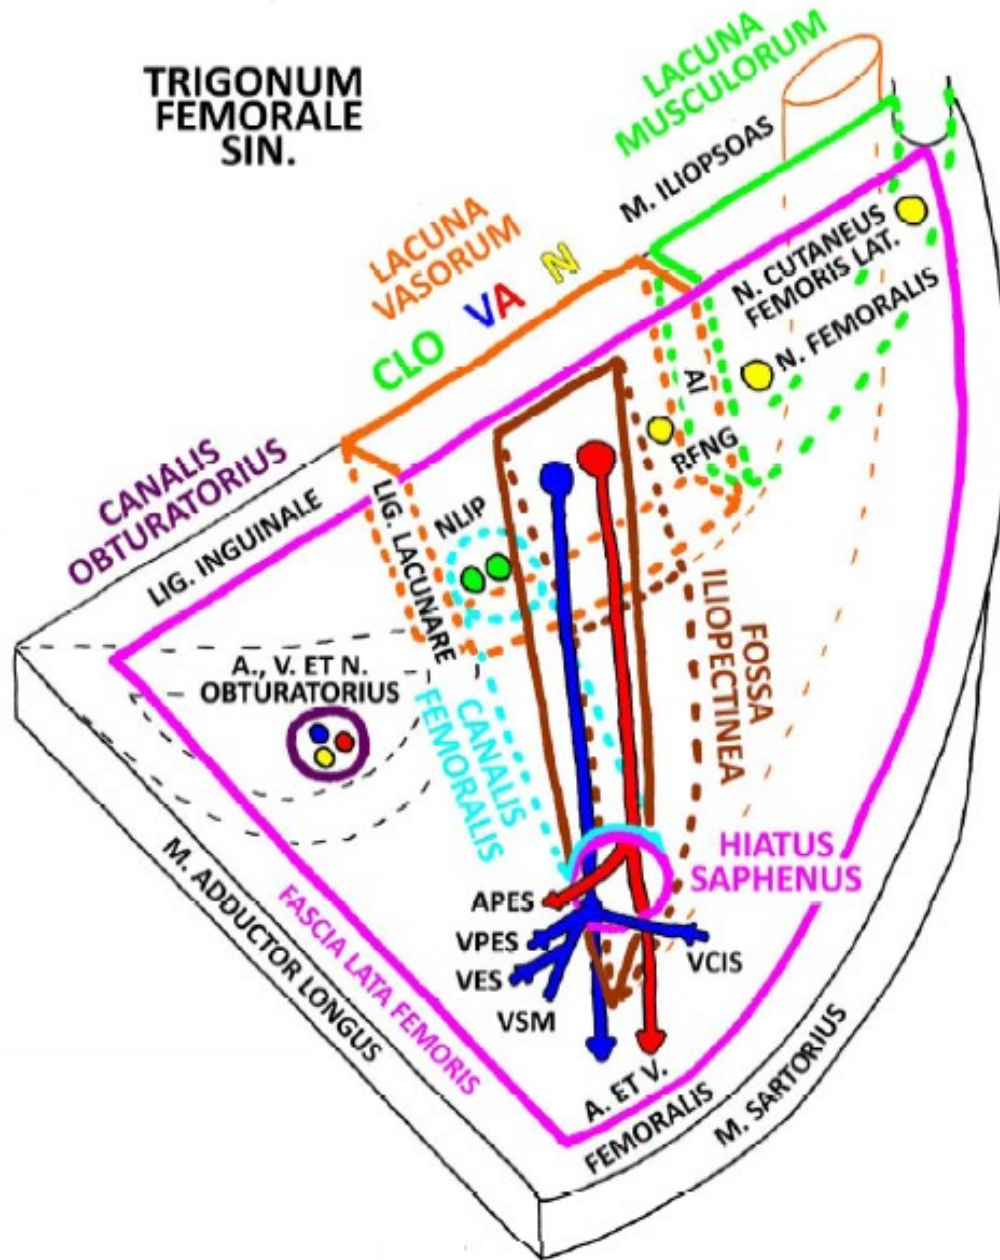 TRIGONUM
FEMORALE
SIN.
LACUNA
MUSCULORUM
M. ILIOPSOAS
LACUNA
VASORUM
CLO VA N
N. CUTANEUS
FEMORIS LAT.
N. FEMORALIS
AI
RFNG
CANALIS
OBTURATORIUS
LIG. INGUINALE
LIG. LACUNARE
NLIP
A., V. ET N.
OBTURATORIUS
CANALIS
FEMORALIS
FOSSA
ILIOPECTINEA
HIATUS
SAPHENUS
APES
VPES
VES
VSM
VCIS
M. ADDUCTOR LONGUS
FASCIA LATA FEMORIS
A. ET V.
FEMORALIS
M. SARTORIUS